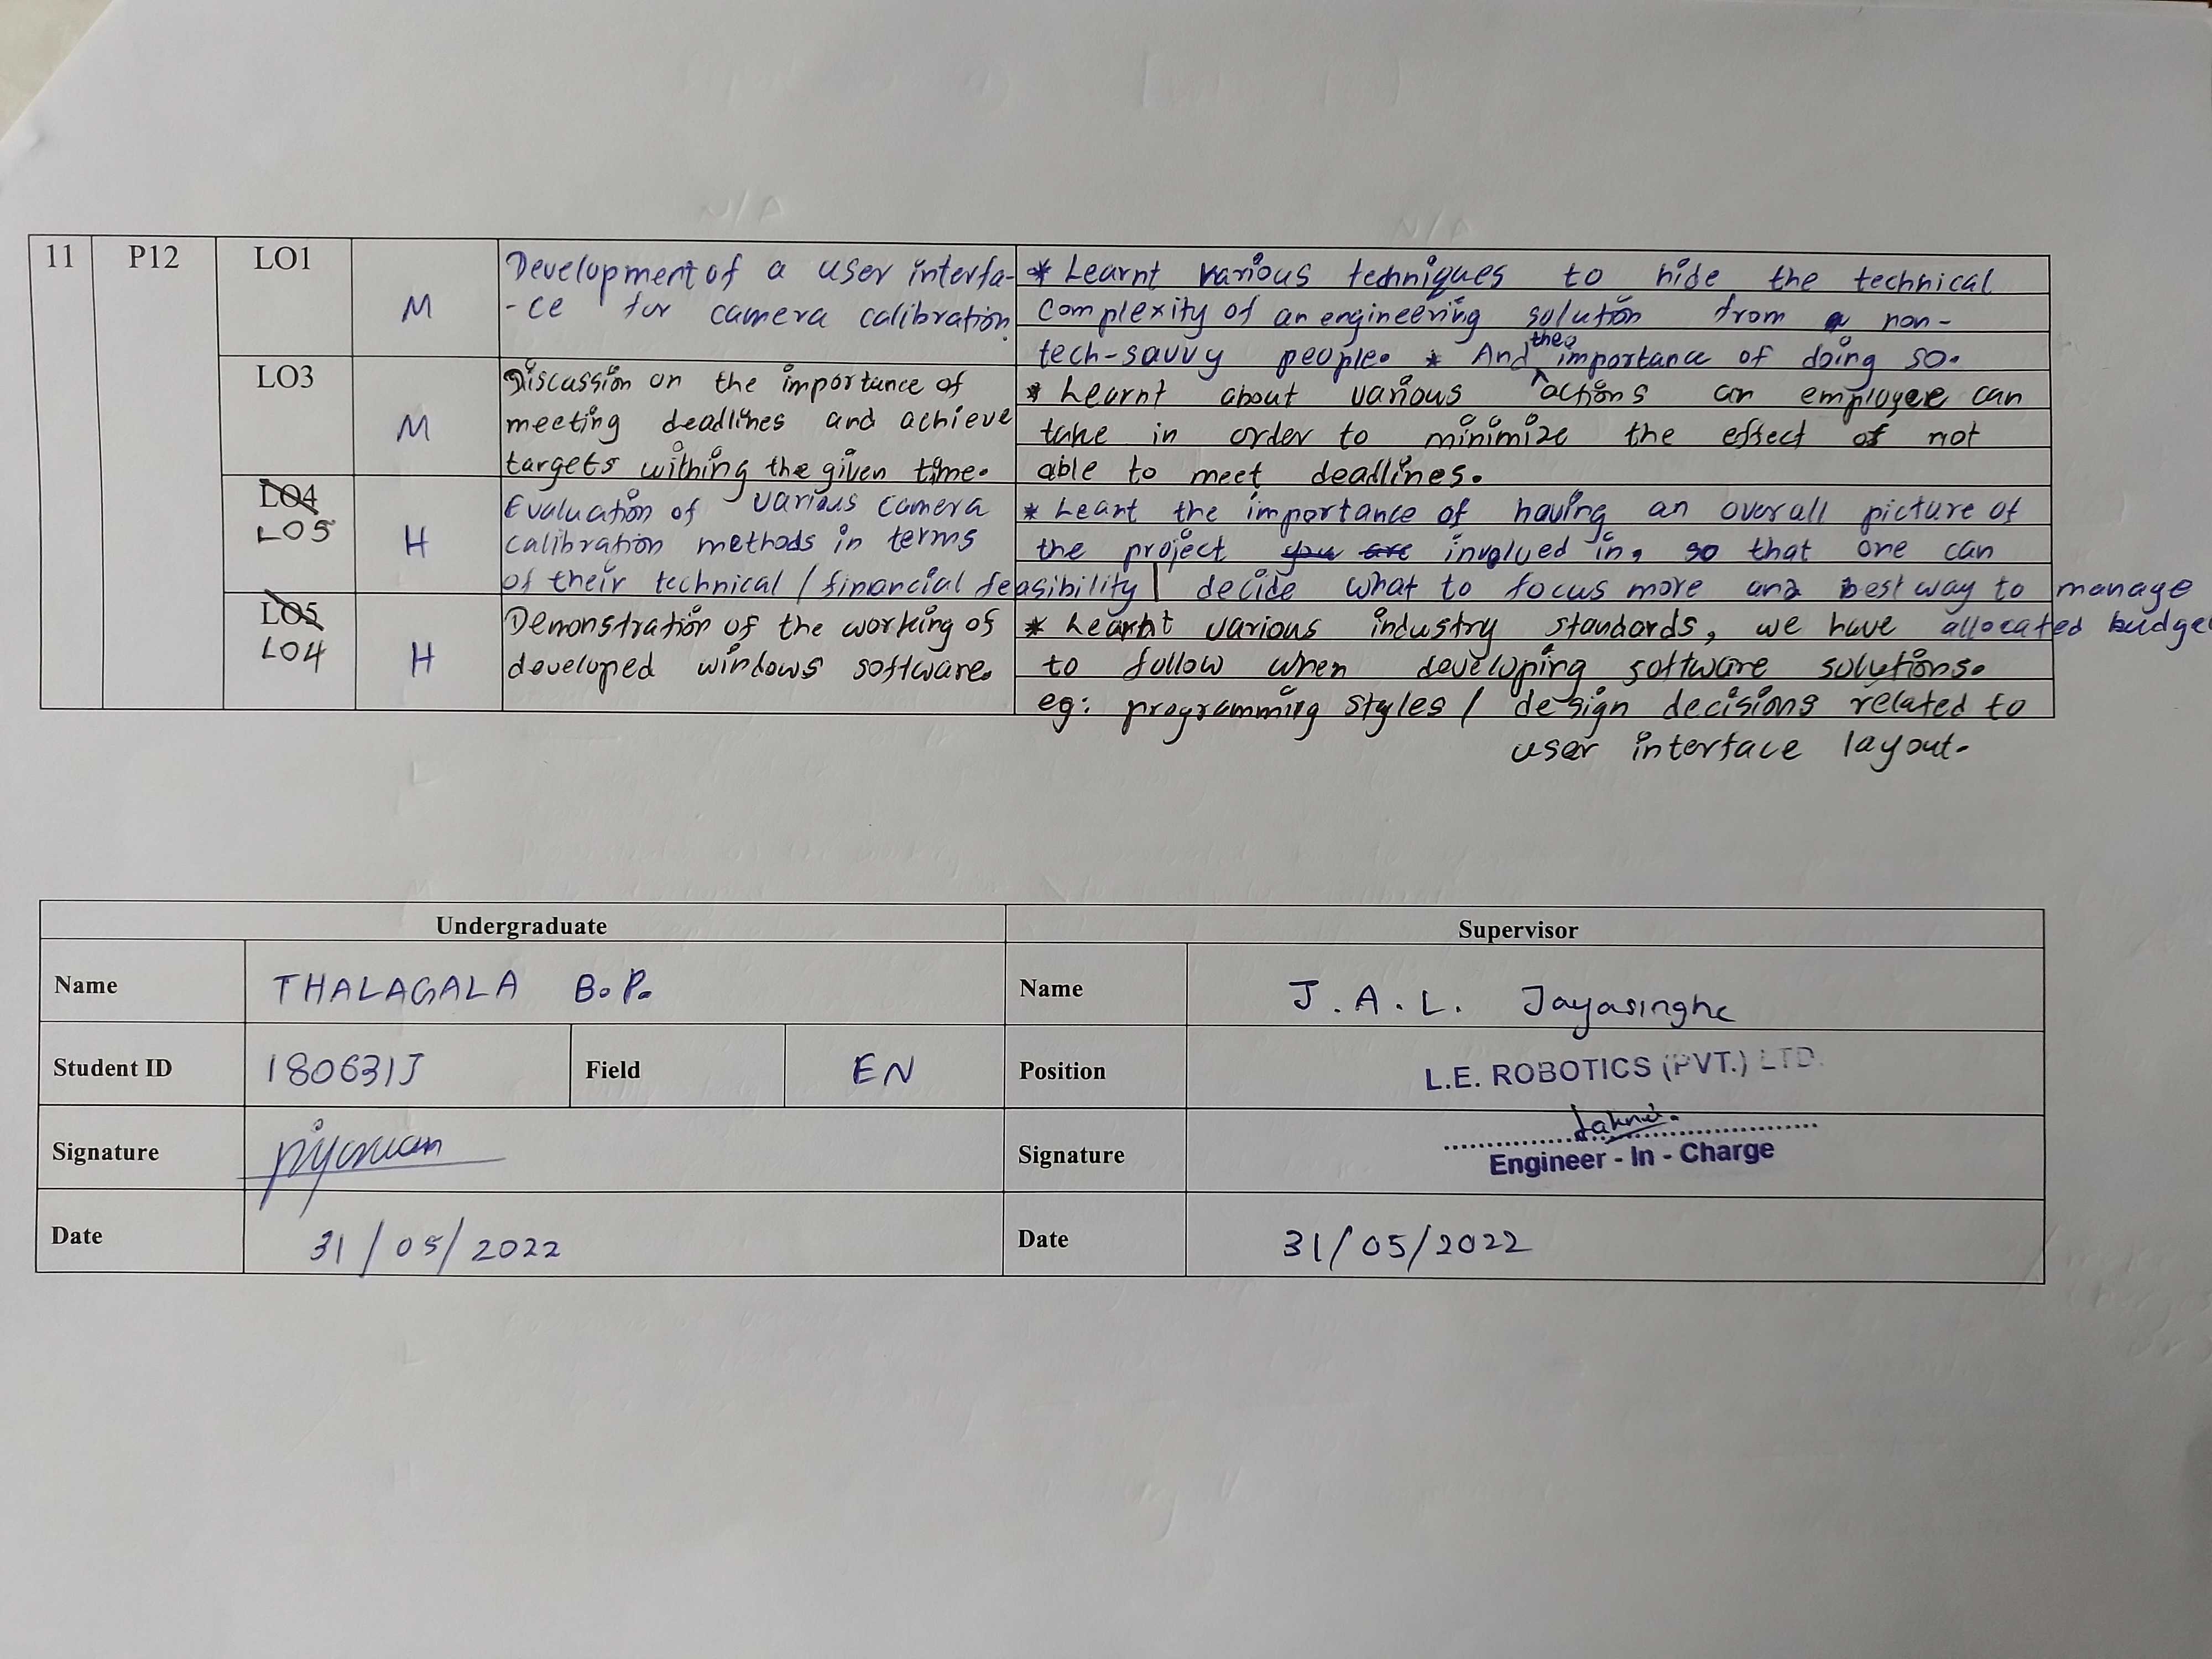 11 P12 LO1 M Development of a user interfa-
-ce for camera calibration.
* Learnt various techniques to hide the technical
complexity of an engineering solution from a non-
tech-savvy people. * And the importance of doing so.
LO3 M Discussion on the importance of
meeting deadlines and achieve
targets withing the given time.
* Learnt about various actions an employee can
take in order to minimize the effect of not
able to meet deadlines.
LO4
LO5 H Evaluation of various camera
calibration methods in terms
of their technical / financial feasibility
* Leant the importance of having an overall picture of
the project you are involved in, so that one can
decide what to focus more and best way to manage
allocated budget
LO5
LO4 H Demonstration of the working of
developed windows software.
* Learnt various industry standards, we have
to follow when developing software solutions.
eg: programming styles / design decisions related to
user interface layout.
Undergraduate Supervisor
Name THALAGALA B.P. Name J.A.L. Jayasinghe
Student ID 180631J Field EN Position L.E. ROBOTICS (PVT.) LTD.
Signature Signature
Engineer - In - Charge
Date 31/05/2022 Date 31/05/2022